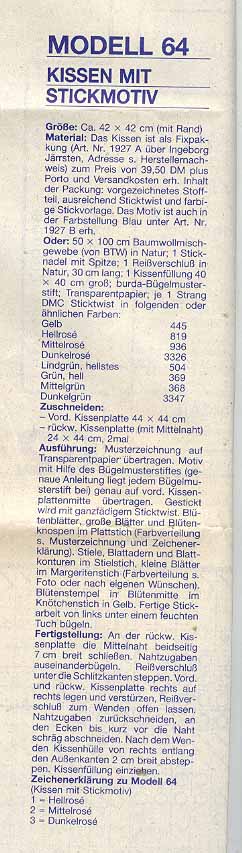 MODELL 64
KISSEN MIT
STICKMOTIV
Größe: Ca. 42 × 42 cm (mit Rand)
Material: Das Kissen ist als Fixpak-
kung (Art. Nr. 1927 A über Ingeborg
Järrsten, Adresse s. Herstellernach-
weis) zum Preis von 39,50 DM plus
Porto und Versandkosten erh. Inhalt
der Packung: vorgezeichnetes Stoff-
teil, ausreichend Sticktwist und farbi-
ge Stickvorlage. Das Motiv ist auch in
der Farbstellung Blau unter Art. Nr.
1927 B erh.
Oder: 50 × 100 cm Baumwollmisch-
gewebe (von BTW) in Natur; 1 Stick-
nadel mit Spitze; 1 Reißverschluß in
Natur, 30 cm lang; 1 Kissenfüllung 40
× 40 cm groß; burda-Bügelmuster-
stift; Transparentpapier; je 1 Strang
DMC Sticktwist in folgenden oder
ähnlichen Farben:
Gelb 445
Hellrosé 819
Mittelrosé 936
Dunkelrosé 3326
Lindgrün, hellstes 504
Grün, hell 369
Mittelgrün 368
Dunkelgrün 3347
Zuschneiden:
– Vord. Kissenplatte 44 × 44 cm
– rückw. Kissenplatte (mit Mittelnaht)
24 × 44 cm, 2mal
Ausführung: Musterzeichnung auf
Transparentpapier übertragen. Motiv
mit Hilfe des Bügelmusterstiftes (ge-
naue Anleitung liegt jedem Bügelmu-
sterstift bei) genau auf vord. Kissen-
plattenmitte übertragen. Gestickt
wird mit ganzfädigem Sticktwist. Blü-
tenblätter, große Blätter und Blüten-
knospen im Plattstich (Farbverteilung
s. Musterzeichnung und Zeichener-
klärung). Stiele, Blattadern und Blatt-
konturen im Stielstich, kleine Blätter
im Margeritenstich (Farbverteilung s.
Foto oder nach eigenen Wünschen).
Blütenstempel in Blütenmitte im
Knötchenstich in Gelb. Fertige Stick-
arbeit von links unter einem feuchten
Tuch bügeln.
Fertigstellung: An der rückw. Kis-
senplatte die Mittelnaht beidseitig
7 cm breit schließen. Nahtzugaben
auseinanderbügeln. Reißverschluß
unter die Schlitzkanten steppen. Vord.
und rückw. Kissenplatte rechts auf
rechts legen und verstürzen, Reißver-
schluß zum Wenden offen lassen.
Nahtzugaben zurückschneiden, an
den Ecken bis kurz vor die Naht
schräg abschneiden. Nach dem Wen-
den Kissenhülle von rechts entlang
den Außenkanten 2 cm breit abstep-
pen. Kissenfüllung einziehen.
Zeichenerklärung zu Modell 64
(Kissen mit Stickmotiv)
1 = Hellrosé
2 = Mittelrosé
3 = Dunkelrosé